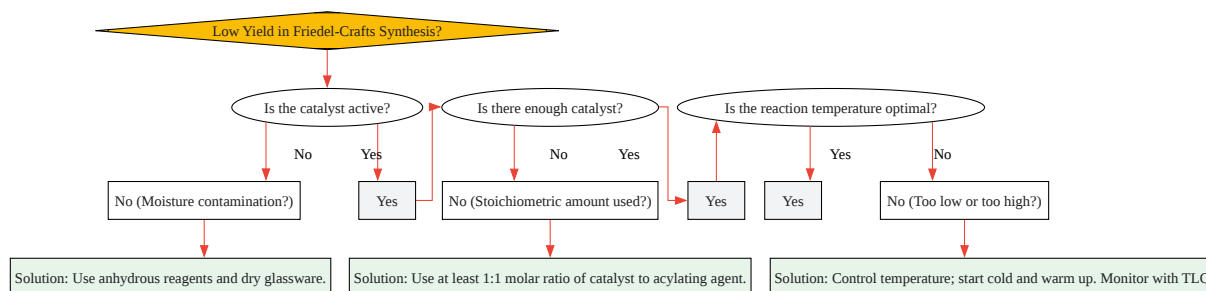 Low Yield in Friedel-Crafts Synthesis?
Is the catalyst active?
Is there enough catalyst?
Is the reaction temperature optimal?
No
Yes
No
Yes
Yes
No
No (Moisture contamination?)
Yes
No (Stoichiometric amount used?)
Yes
Yes
No (Too low or too high?)
Solution: Use anhydrous reagents and dry glassware.
Solution: Use at least 1:1 molar ratio of catalyst to acylating agent.
Solution: Control temperature; start cold and warm up. Monitor with TLC